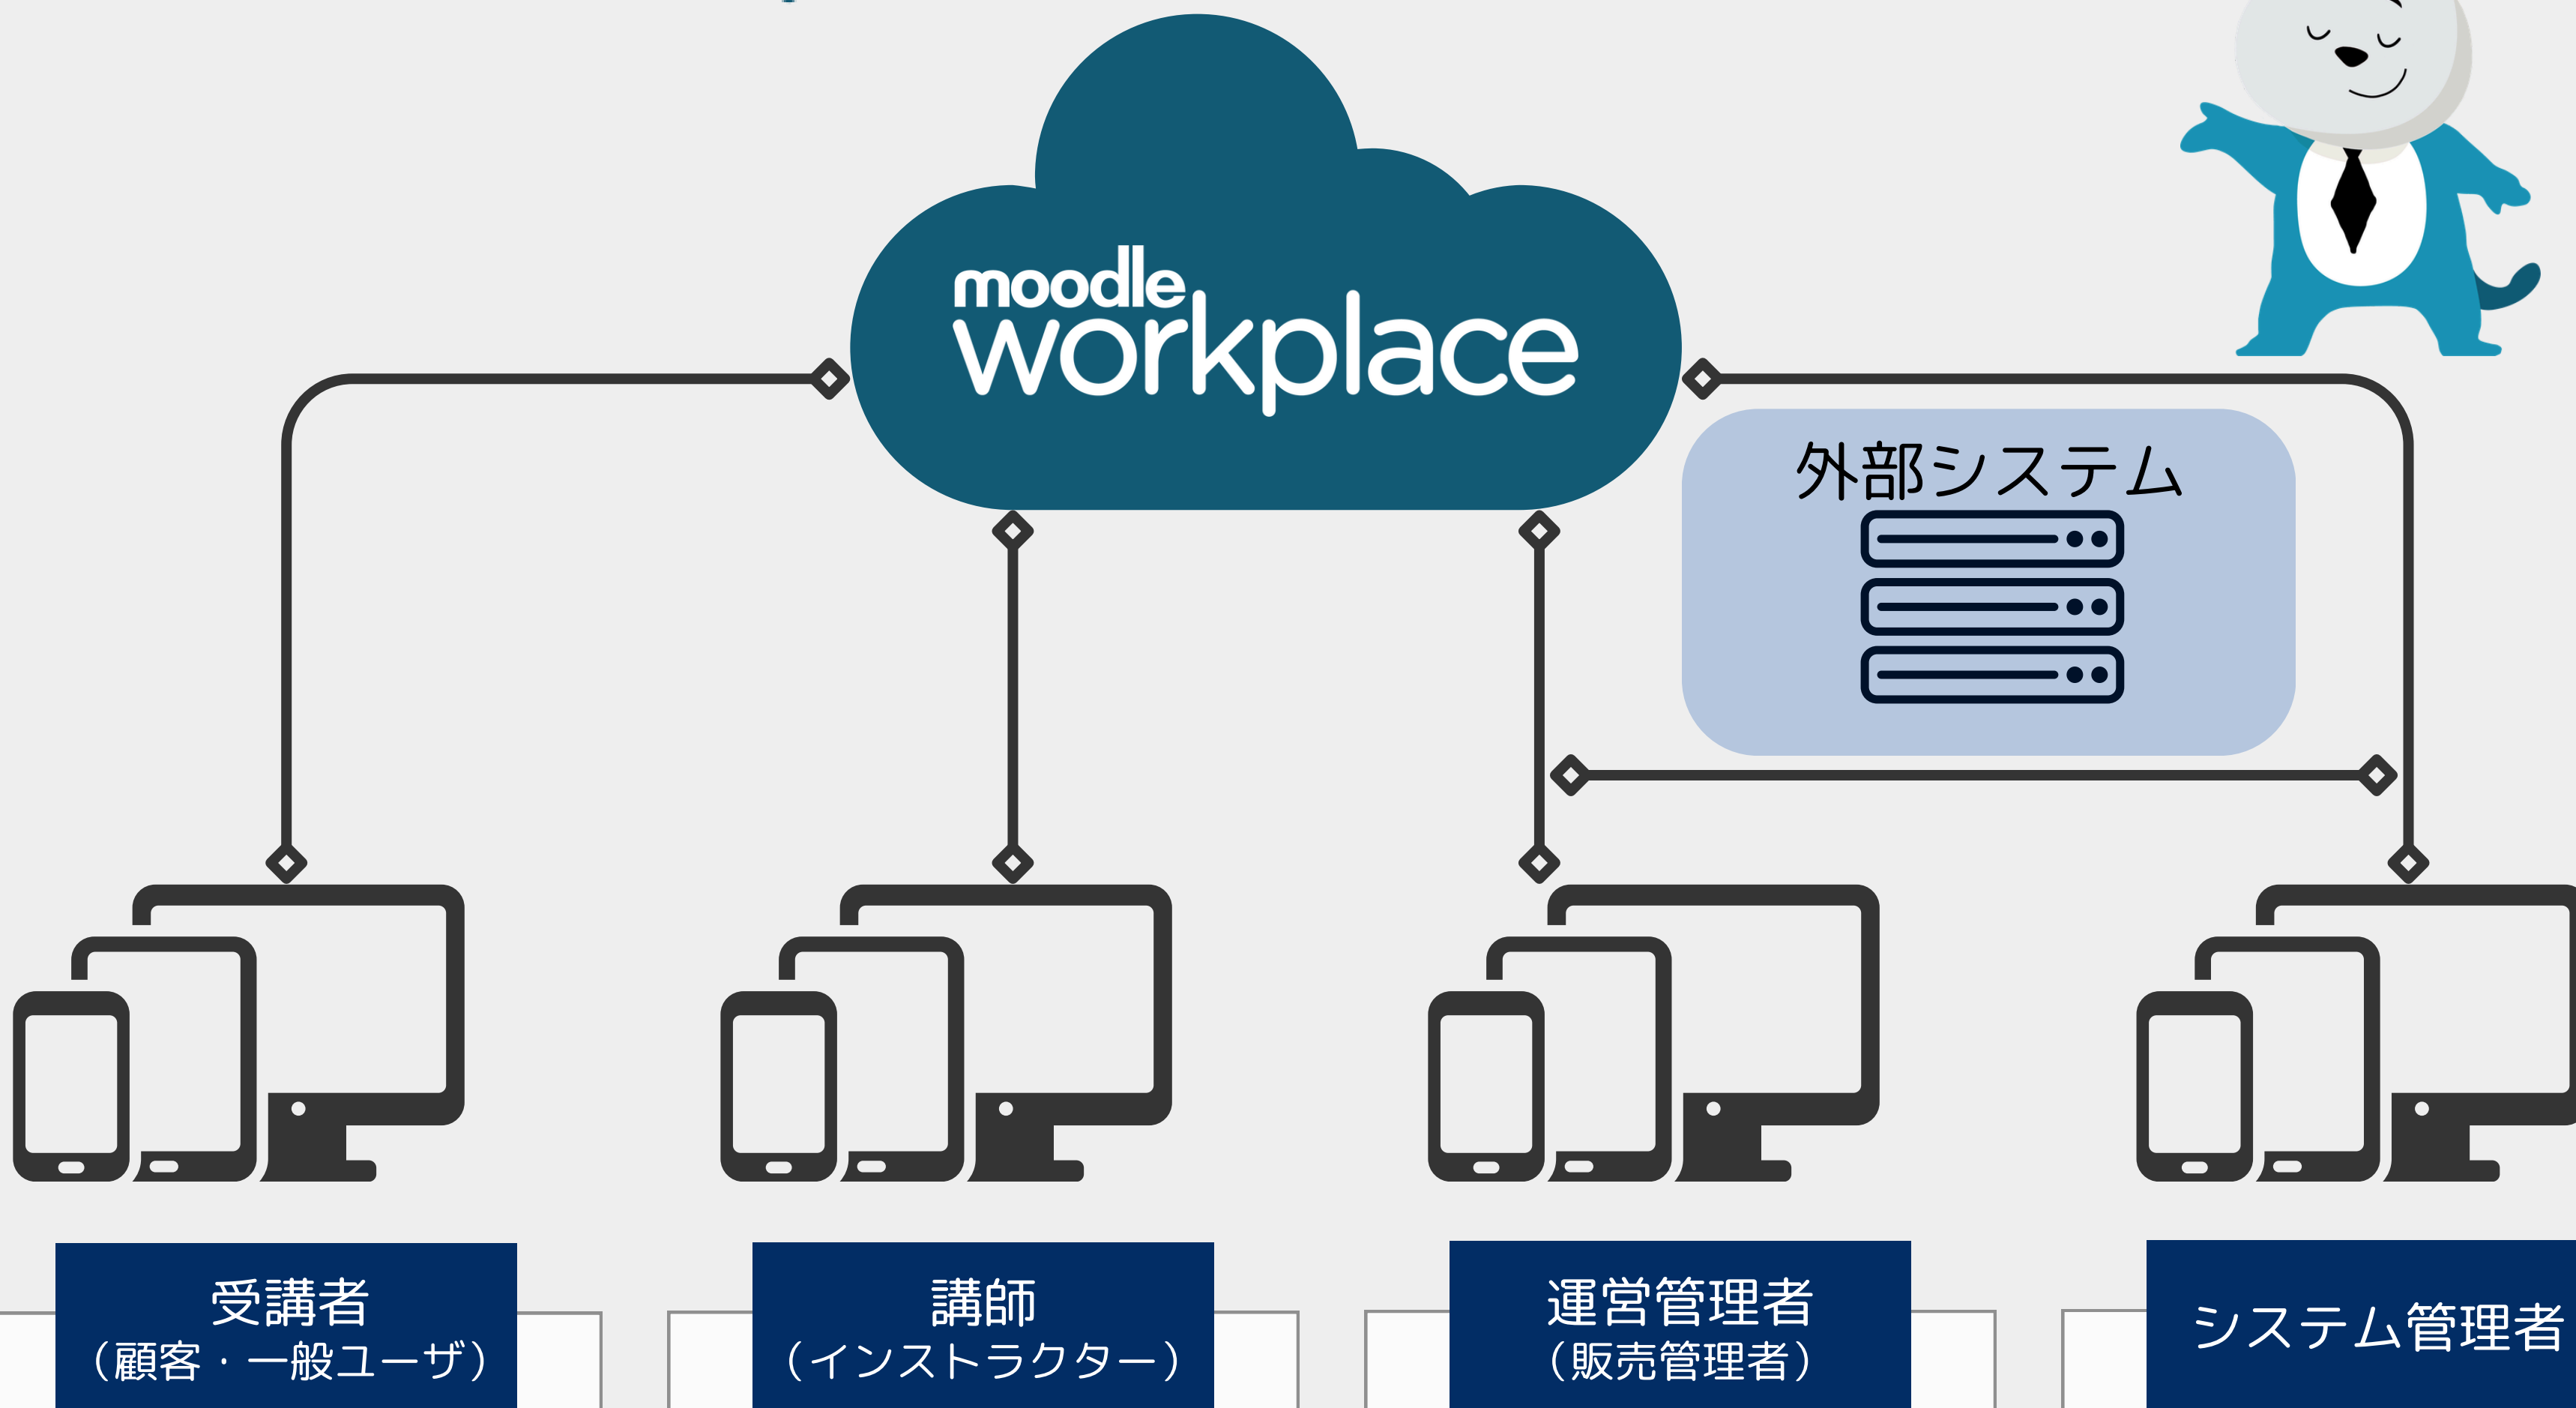 moodle
workplace
外部システム
受講者
（顧客・一般ユーザ）
講師
（インストラクター）
運営管理者
（販売管理者）
システム管理者